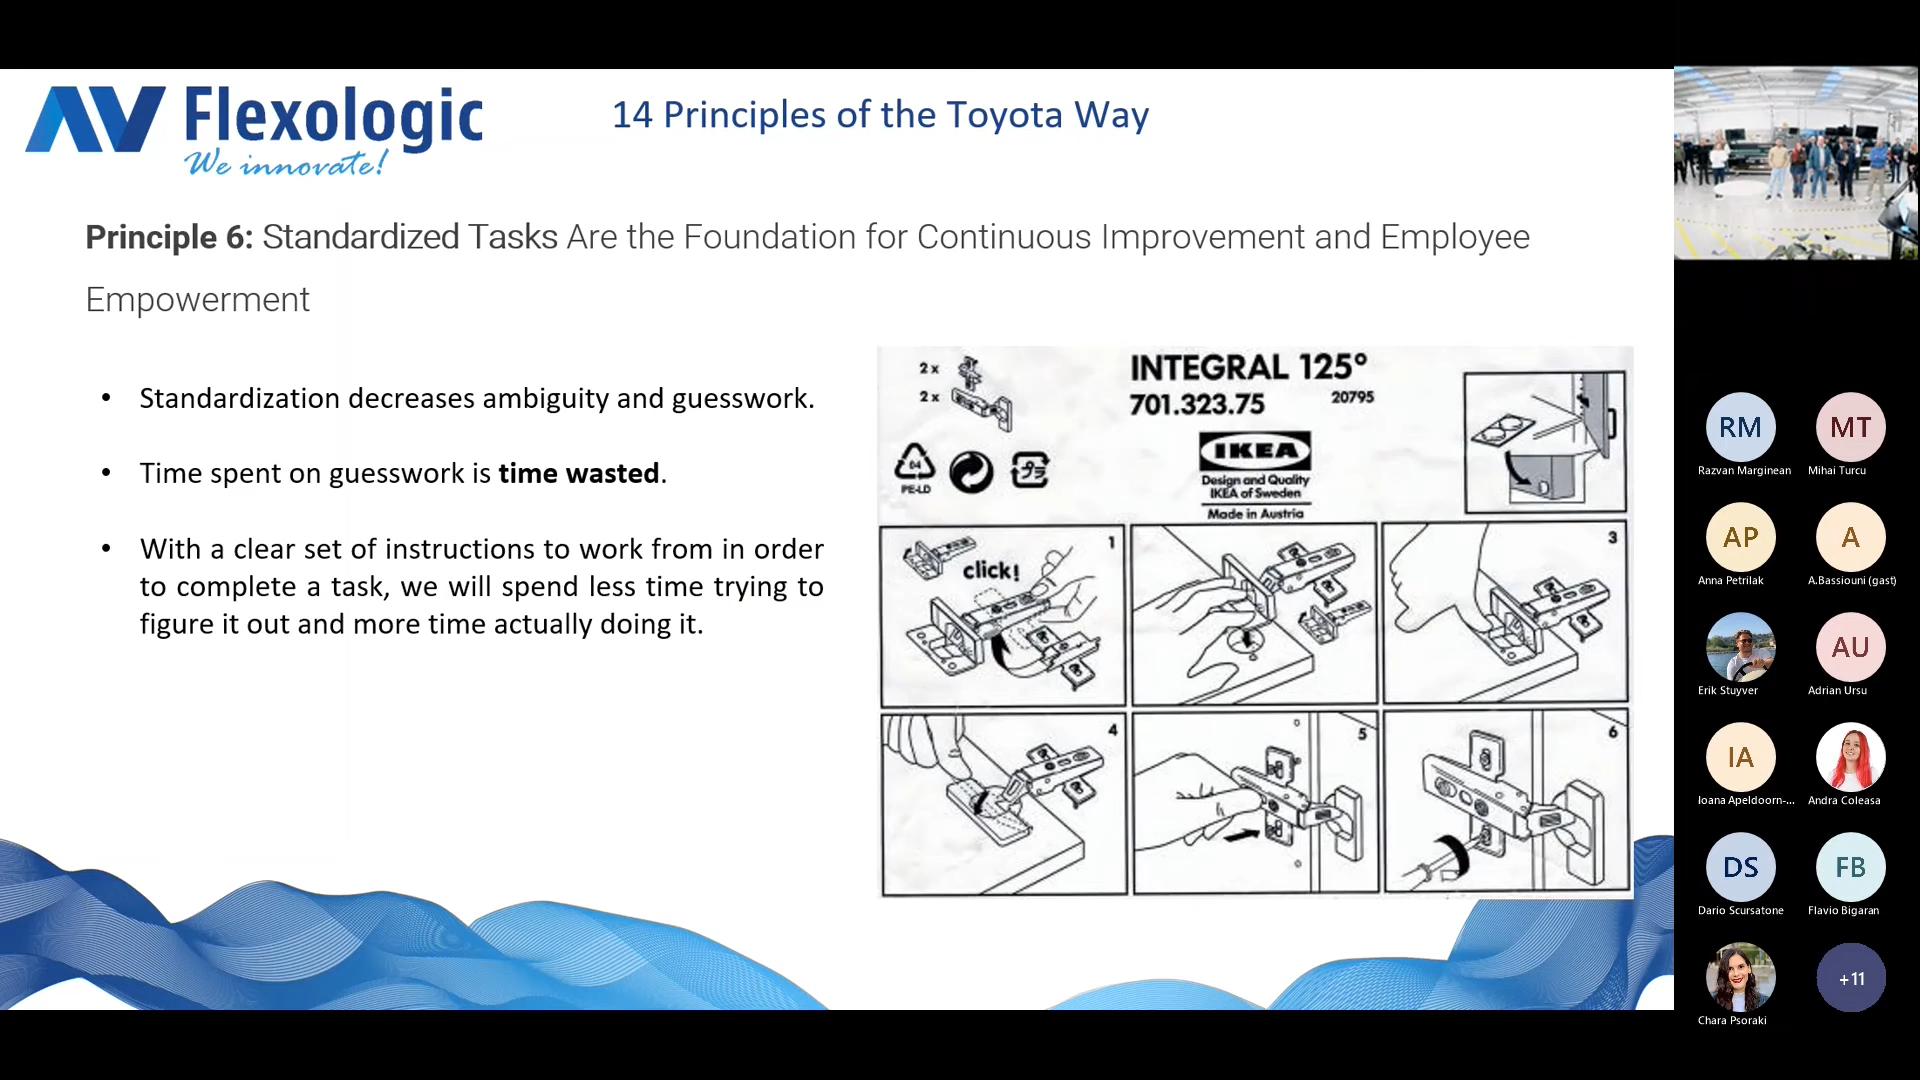 AV Flexologic
We innovate!
14 Principles of the Toyota Way
Principle 6: Standardized Tasks Are the Foundation for Continuous Improvement and Employee
Empowerment
• Standardization decreases ambiguity and guesswork.
• Time spent on guesswork is time wasted.
• With a clear set of instructions to work from in order
to complete a task, we will spend less time trying to
figure it out and more time actually doing it.
2 x
2 x
INTEGRAL 125°
701.323.75
20795
04
PE-LD
プラ
IKEA
Design and Quality
IKEA of Sweden
Made in Austria
1
click!
3
4
5
6
RM
Razvan Marginean
MT
Mihai Turcu
AP
Anna Petrilak
A
A.Bassiouni (gast)
Erik Stuyver
AU
Adrian Ursu
IA
Ioana Apeldoorn-...
Andra Coleasa
DS
Dario Scursatone
FB
Flavio Bigaran
Chara Psoraki
+11